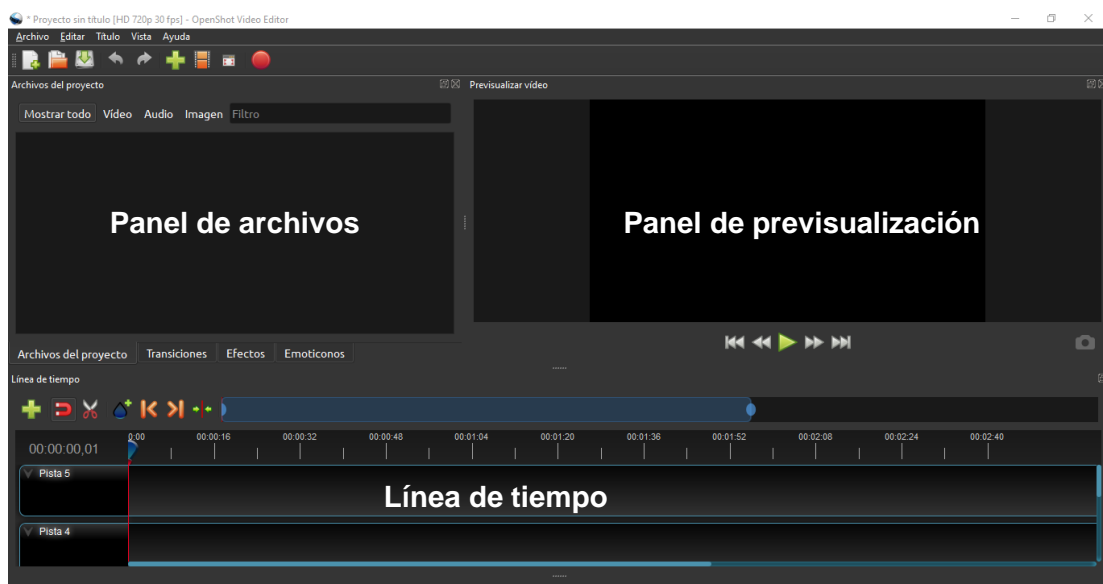 * Proyecto sin título [HD 720p 30 fps] - OpenShot Video Editor
Archivo Editar Título Vista Ayuda
Archivos del proyecto
Previsualizar vídeo
Mostrar todo Vídeo Audio Imagen Filtro
Panel de archivos
Panel de previsualización
Archivos del proyecto Transiciones Efectos Emoticonos
Línea de tiempo
00:00:00,01
0:00 00:00:16 00:00:32 00:00:48 00:01:04 00:01:20 00:01:36 00:01:52 00:02:08 00:02:24 00:02:40
Pista 5
Línea de tiempo
Pista 4